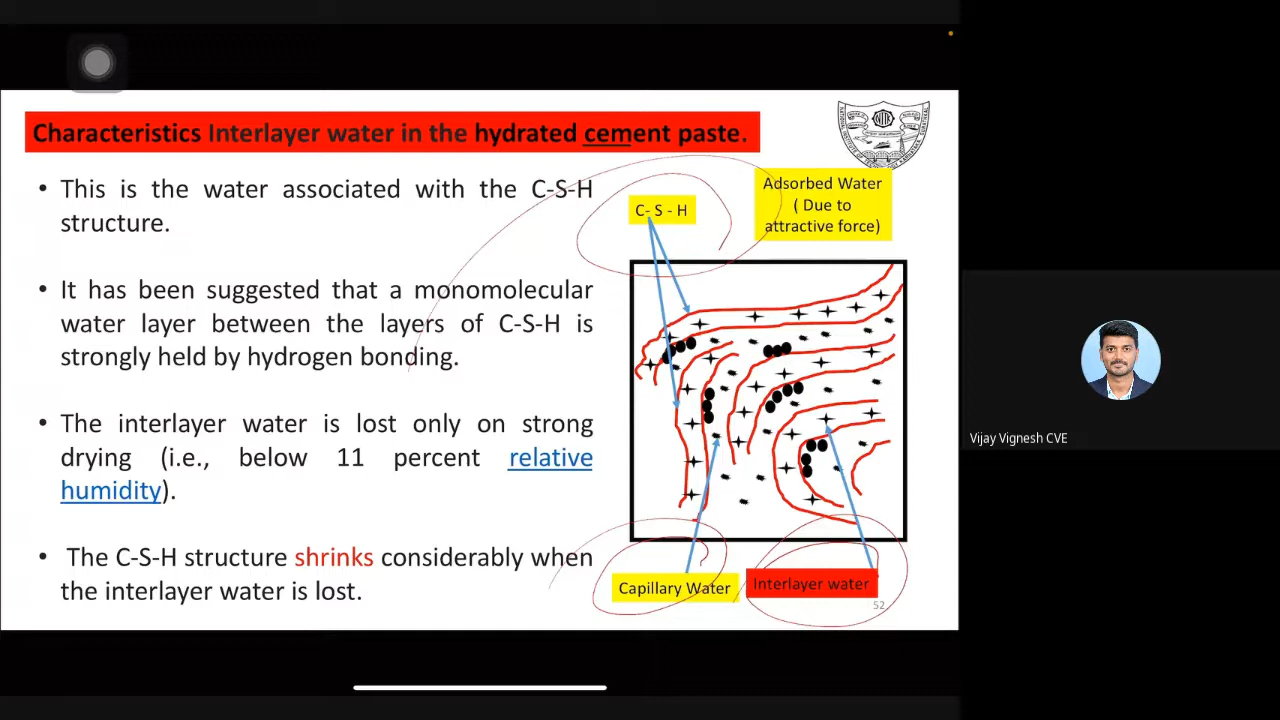 Characteristics Interlayer water in the hydrated cement paste.
• This is the water associated with the C-S-H
structure.
• It has been suggested that a monomolecular
water layer between the layers of C-S-H is
strongly held by hydrogen bonding.
• The interlayer water is lost only on strong
drying (i.e., below 11 percent relative
humidity).
• The C-S-H structure shrinks considerably when
the interlayer water is lost.
C- S - H
Adsorbed Water
( Due to
attractive force)
Capillary Water
Interlayer water
52
Vijay Vignesh CVE